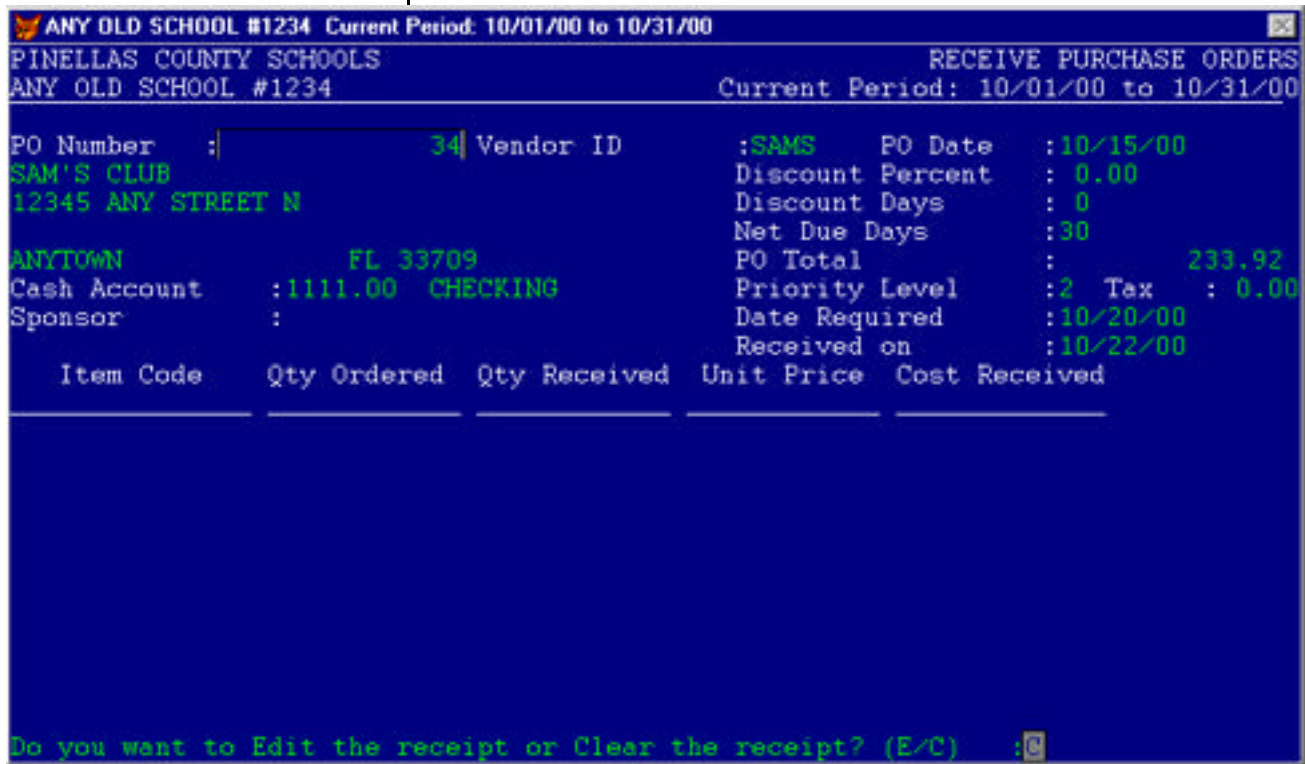 ANY OLD SCHOOL #1234 Current Period: 10/01/00 to 10/31/00
PINELLAS COUNTY SCHOOLS RECEIVE PURCHASE ORDERS
ANY OLD SCHOOL #1234 Current Period: 10/01/00 to 10/31/00
PO Number : 34 Vendor ID :SAMS PO Date :10/15/00
SAM'S CLUB Discount Percent : 0.00
12345 ANY STREET N Discount Days : 0
Net Due Days :30
ANYTOWN FL 33709 PO Total : 233.92
Cash Account :1111.00 CHECKING Priority Level :2 Tax : 0.00
Sponsor : Date Required :10/20/00
Received on :10/22/00
Item Code Qty Ordered Qty Received Unit Price Cost Received
Do you want to Edit the receipt or Clear the receipt? (E/C) :C